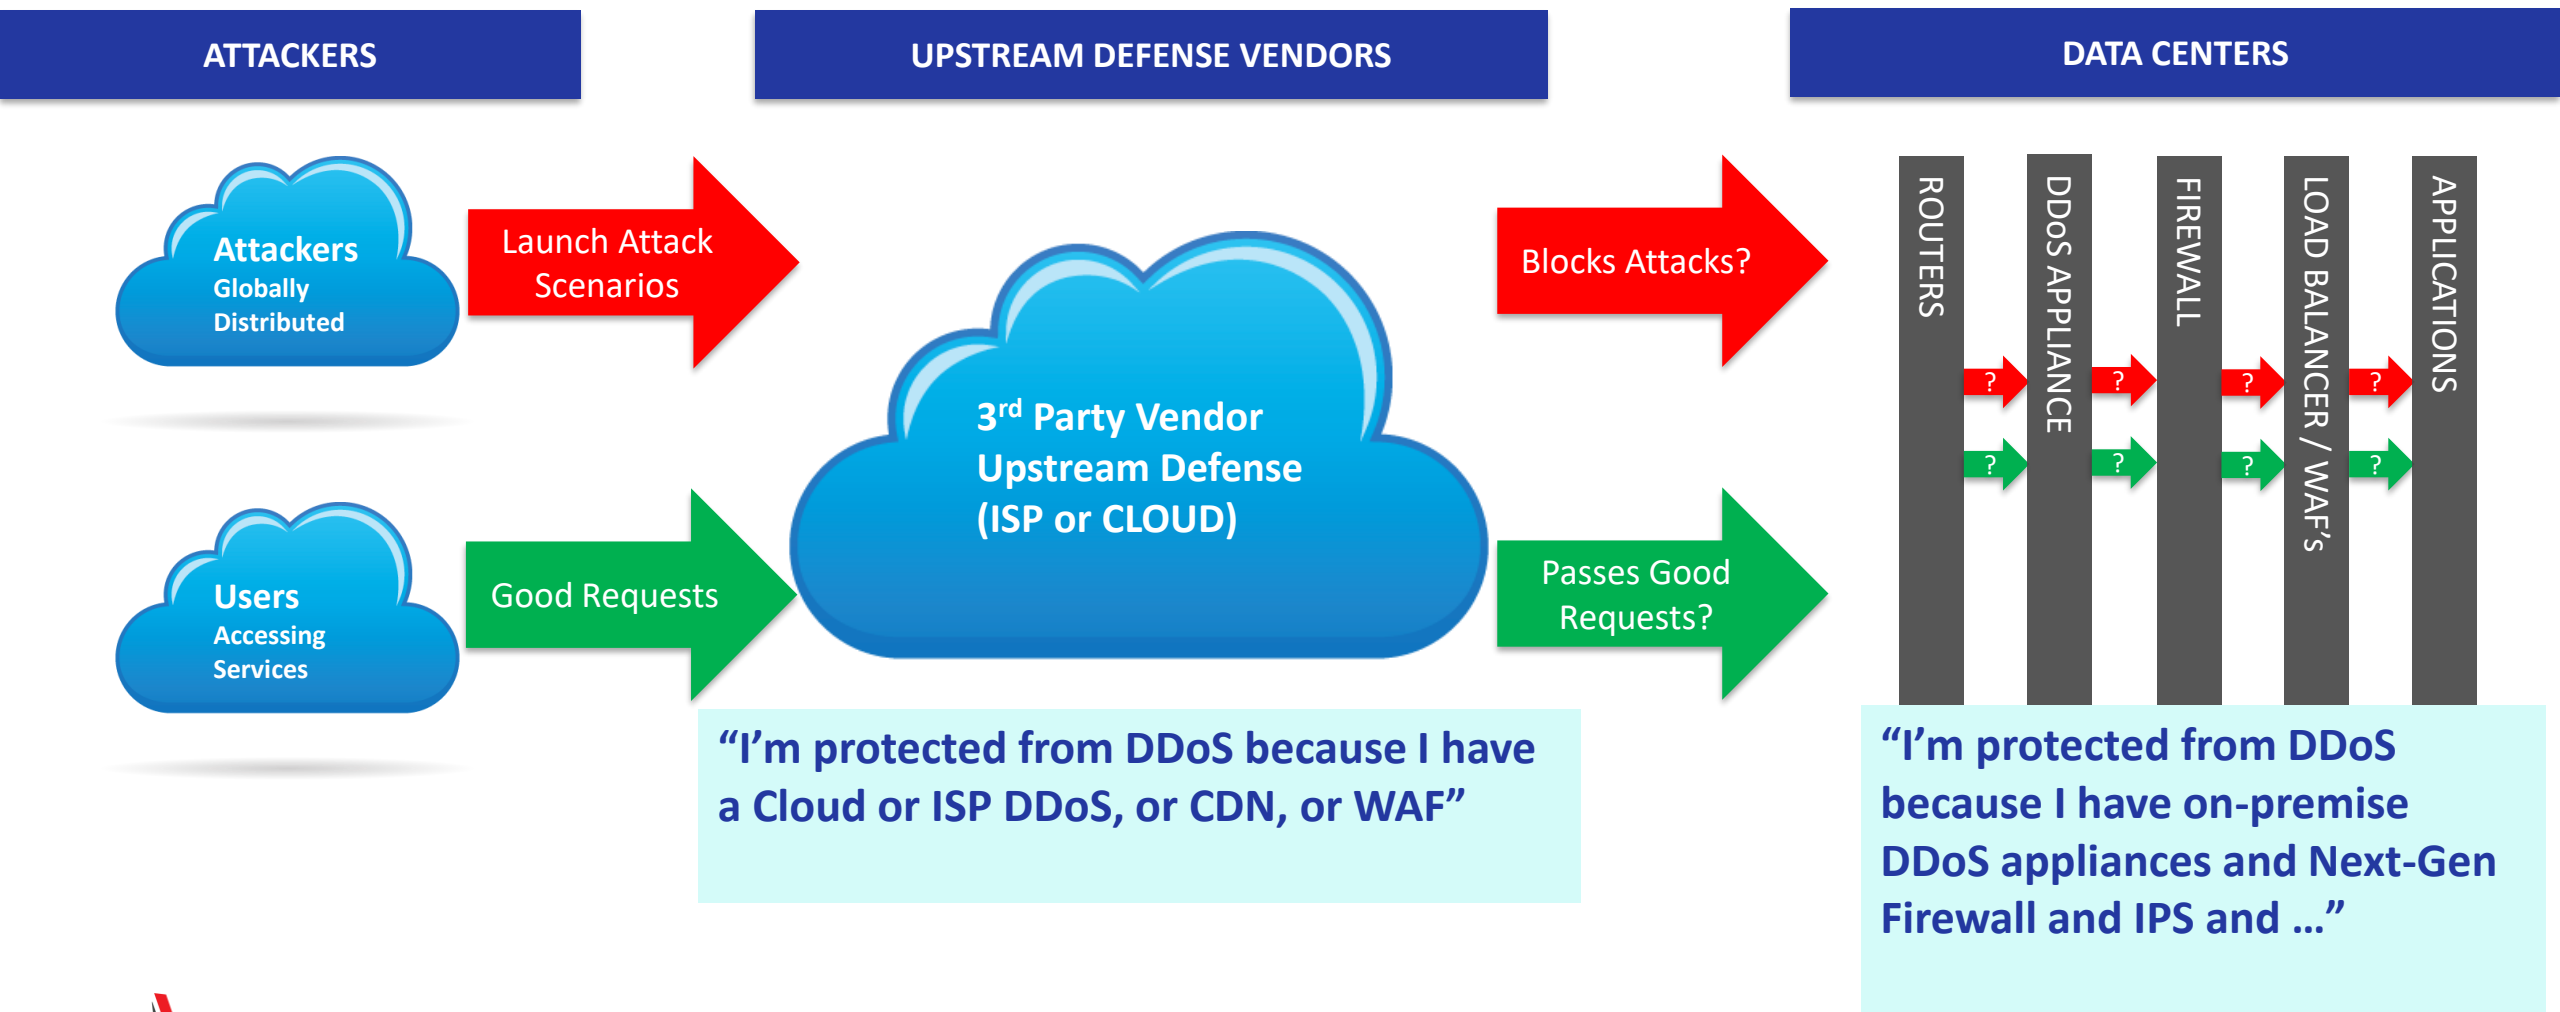 ATTACKERS
UPSTREAM DEFENSE VENDORS
DATA CENTERS
Attackers
Globally
Distributed
Launch Attack
Scenarios
Users
Accessing
Services
Good Requests
3rd Party Vendor
Upstream Defense
(ISP or CLOUD)
Blocks Attacks?
Passes Good
Requests?
ROUTERS
DDoS APPLIANCE
FIREWALL
LOAD BALANCER / WAF's
APPLICATIONS
? ? ? ?
? ? ? ?
“I’m protected from DDoS because I have
a Cloud or ISP DDoS, or CDN, or WAF”
“I’m protected from DDoS
because I have on-premise
DDoS appliances and Next-Gen
Firewall and IPS and …”